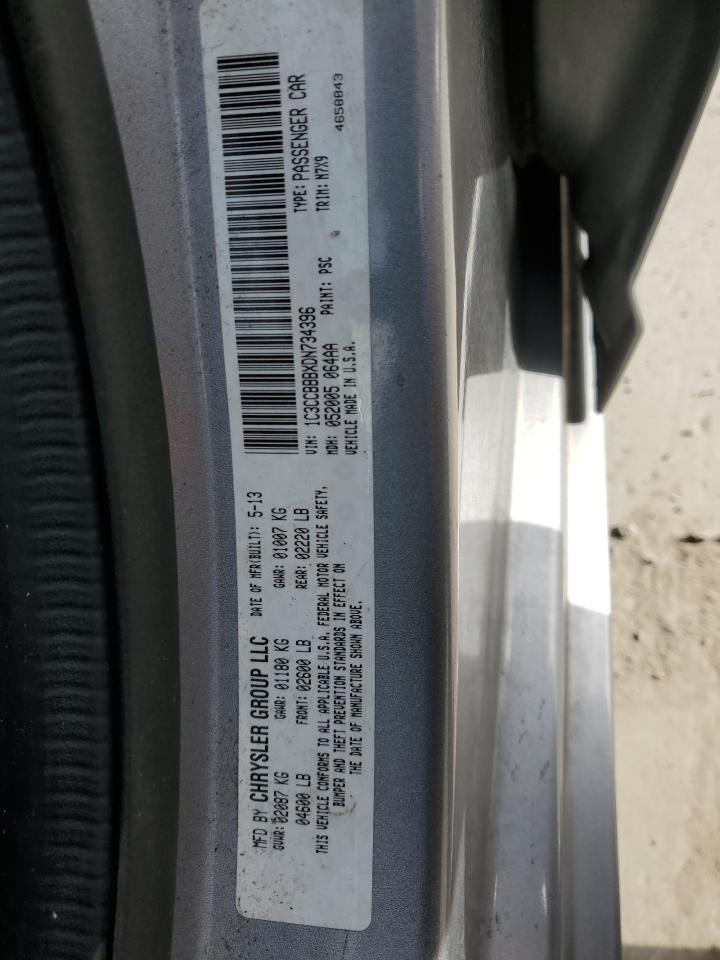 MFD BY CHRYSLER GROUP LLC DATE OF MFR(BUILT): 5-13
GVWR: 02087 KG GAWR: 01180 KG GAWR: 01007 KG
04600 LB FRONT: 02600 LB REAR: 02220 LB
THIS VEHICLE CONFORMS TO ALL APPLICABLE U.S.A. FEDERAL MOTOR VEHICLE SAFETY,
BUMPER AND THEFT PREVENTION STANDARDS IN EFFECT ON
THE DATE OF MANUFACTURE SHOWN ABOVE.
VIN: 1C3CCBBBXDN734396 TYPE: PASSENGER CAR
MDH: 052005 064AA PAINT: PSC TRIM: M7X9
VEHICLE MADE IN U.S.A.
4658843